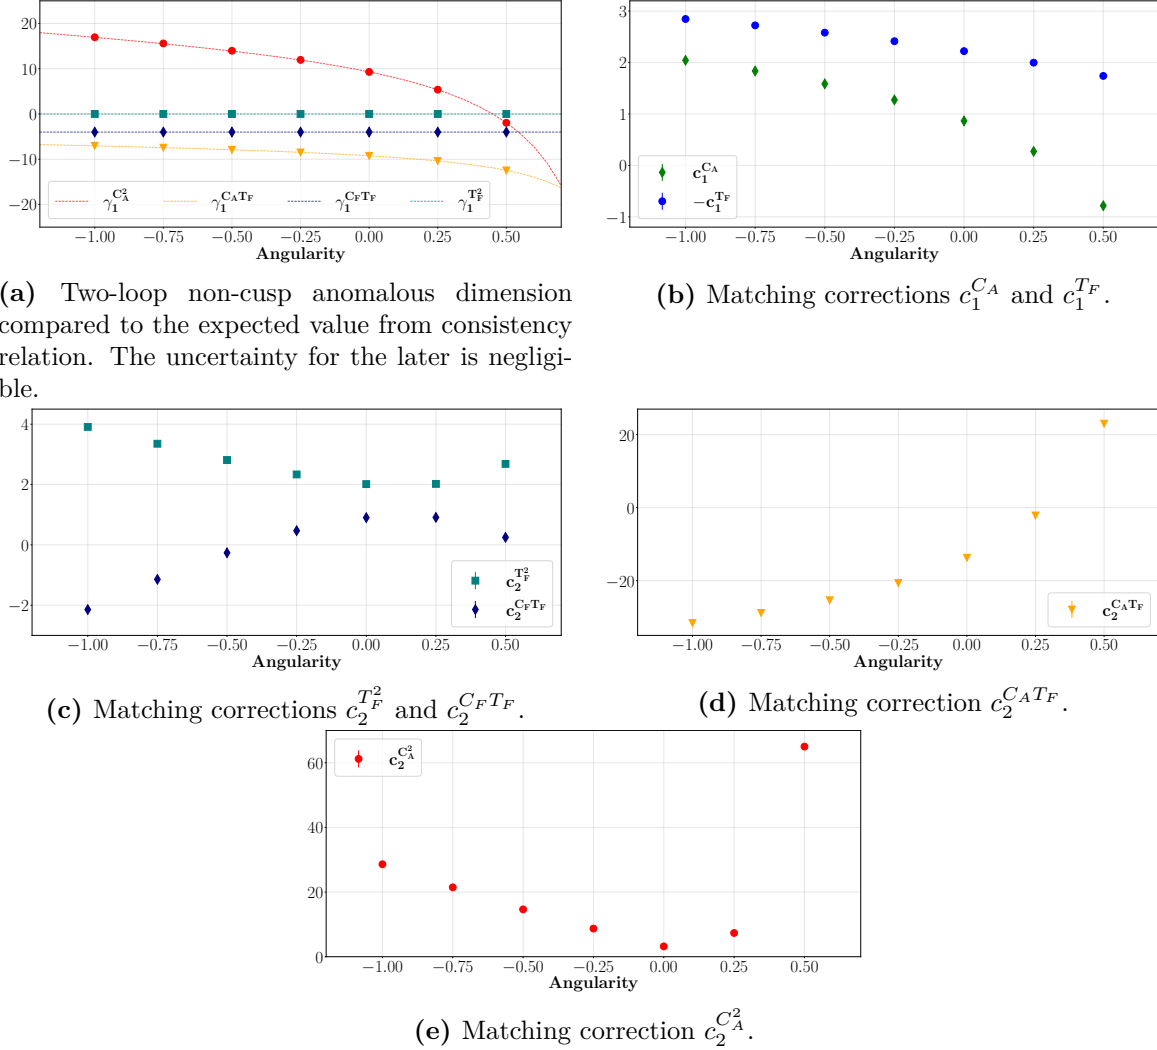 20
10
0
−10
−20
γ₁^{C_A^2} γ₁^{C_A T_F} γ₁^{C_F T_F} γ₁^{T_F^2}
−1.00 −0.75 −0.50 −0.25 0.00 0.25 0.50
Angularity
(a) Two-loop non-cusp anomalous dimension
compared to the expected value from consistency
relation. The uncertainty for the later is negligi-
ble.
3
2
1
0
−1
c₁^{C_A}
−c₁^{T_F}
−1.00 −0.75 −0.50 −0.25 0.00 0.25 0.50
Angularity
(b) Matching corrections c₁^{C_A} and c₁^{T_F}.
4
2
0
−2
c₂^{T_F^2}
c₂^{C_F T_F}
−1.00 −0.75 −0.50 −0.25 0.00 0.25 0.50
Angularity
(c) Matching corrections c₂^{T_F^2} and c₂^{C_F T_F}.
20
0
−20
c₂^{C_A T_F}
−1.00 −0.75 −0.50 −0.25 0.00 0.25 0.50
Angularity
(d) Matching correction c₂^{C_A T_F}.
60
40
20
0
c₂^{C_A^2}
−1.00 −0.75 −0.50 −0.25 0.00 0.25 0.50
Angularity
(e) Matching correction c₂^{C_A^2}.